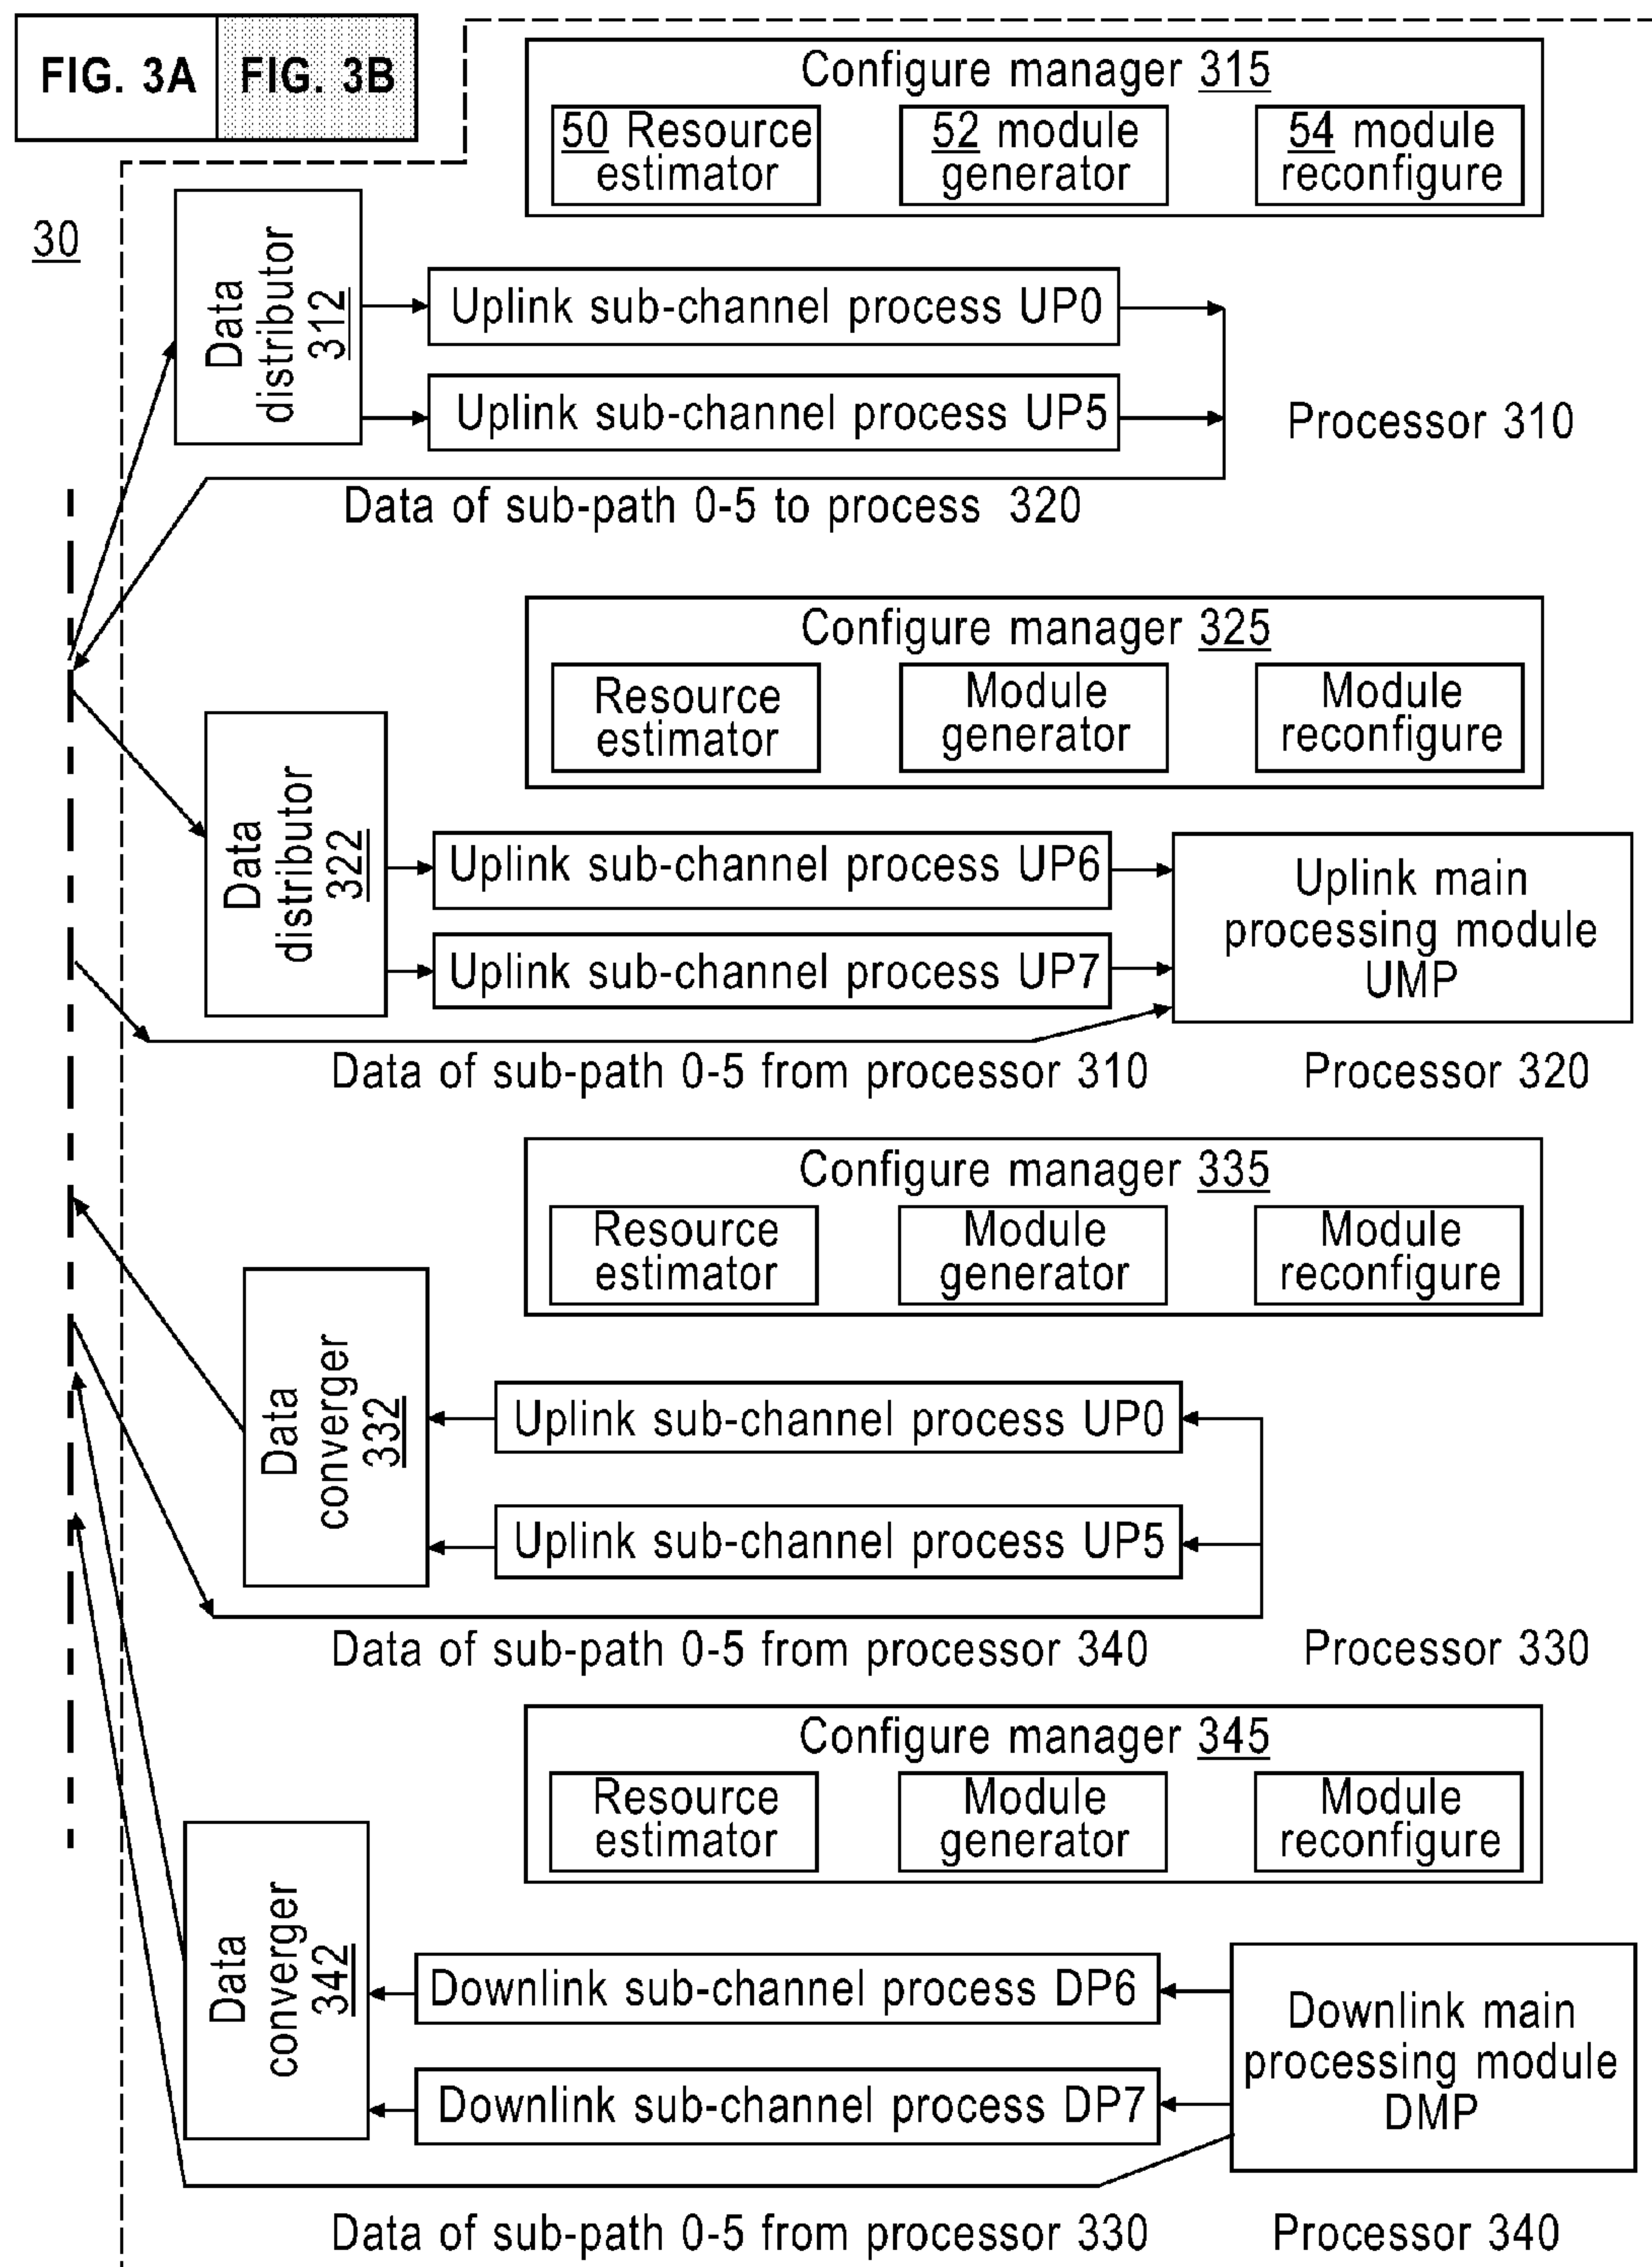 FIG. 3A FIG. 3B
Configure manager 315
50 Resource
estimator
52 module
generator
54 module
reconfigure
30
Data
distributor
312
Uplink sub-channel process UP0
Uplink sub-channel process UP5
Processor 310
Data of sub-path 0-5 to process 320
Configure manager 325
Resource
estimator
Module
generator
Module
reconfigure
Data
distributor
322
Uplink sub-channel process UP6
Uplink sub-channel process UP7
Uplink main
processing module
UMP
Data of sub-path 0-5 from processor 310
Processor 320
Configure manager 335
Resource
estimator
Module
generator
Module
reconfigure
Data
converger
332
Uplink sub-channel process UP0
Uplink sub-channel process UP5
Data of sub-path 0-5 from processor 340
Processor 330
Configure manager 345
Resource
estimator
Module
generator
Module
reconfigure
Data
converger
342
Downlink sub-channel process DP6
Downlink sub-channel process DP7
Downlink main
processing module
DMP
Data of sub-path 0-5 from processor 330
Processor 340